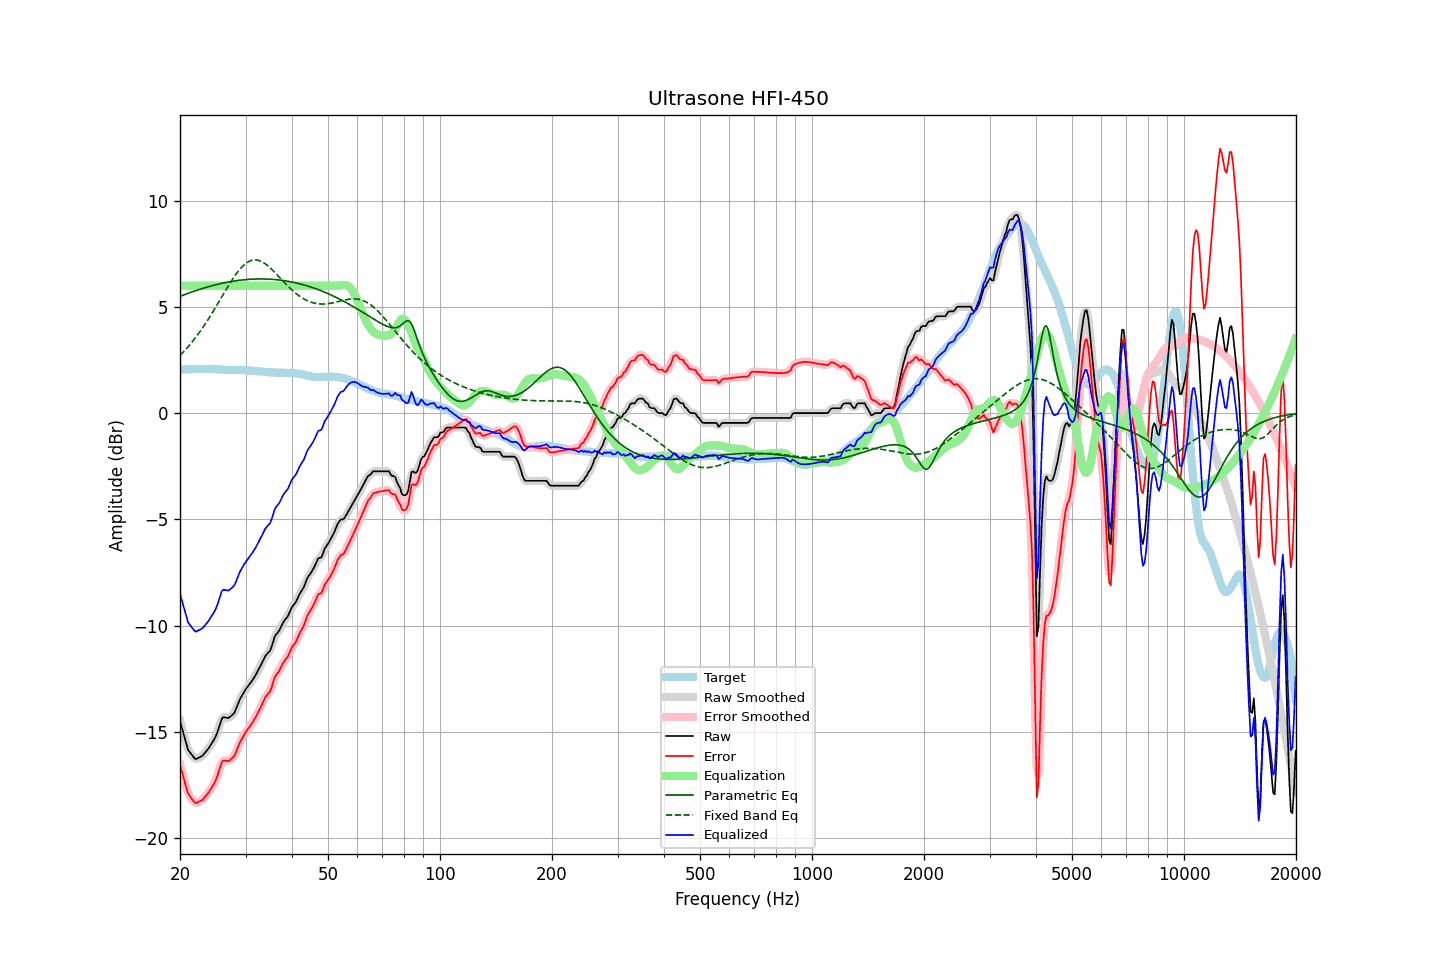 Ultrasone HFI-450
Amplitude (dBr)
10
5
0
−5
−10
−15
−20
Target
Raw Smoothed
Error Smoothed
Raw
Error
Equalization
Parametric Eq
Fixed Band Eq
Equalized
20 50 100 200 500 1000 2000 5000 10000 20000
Frequency (Hz)